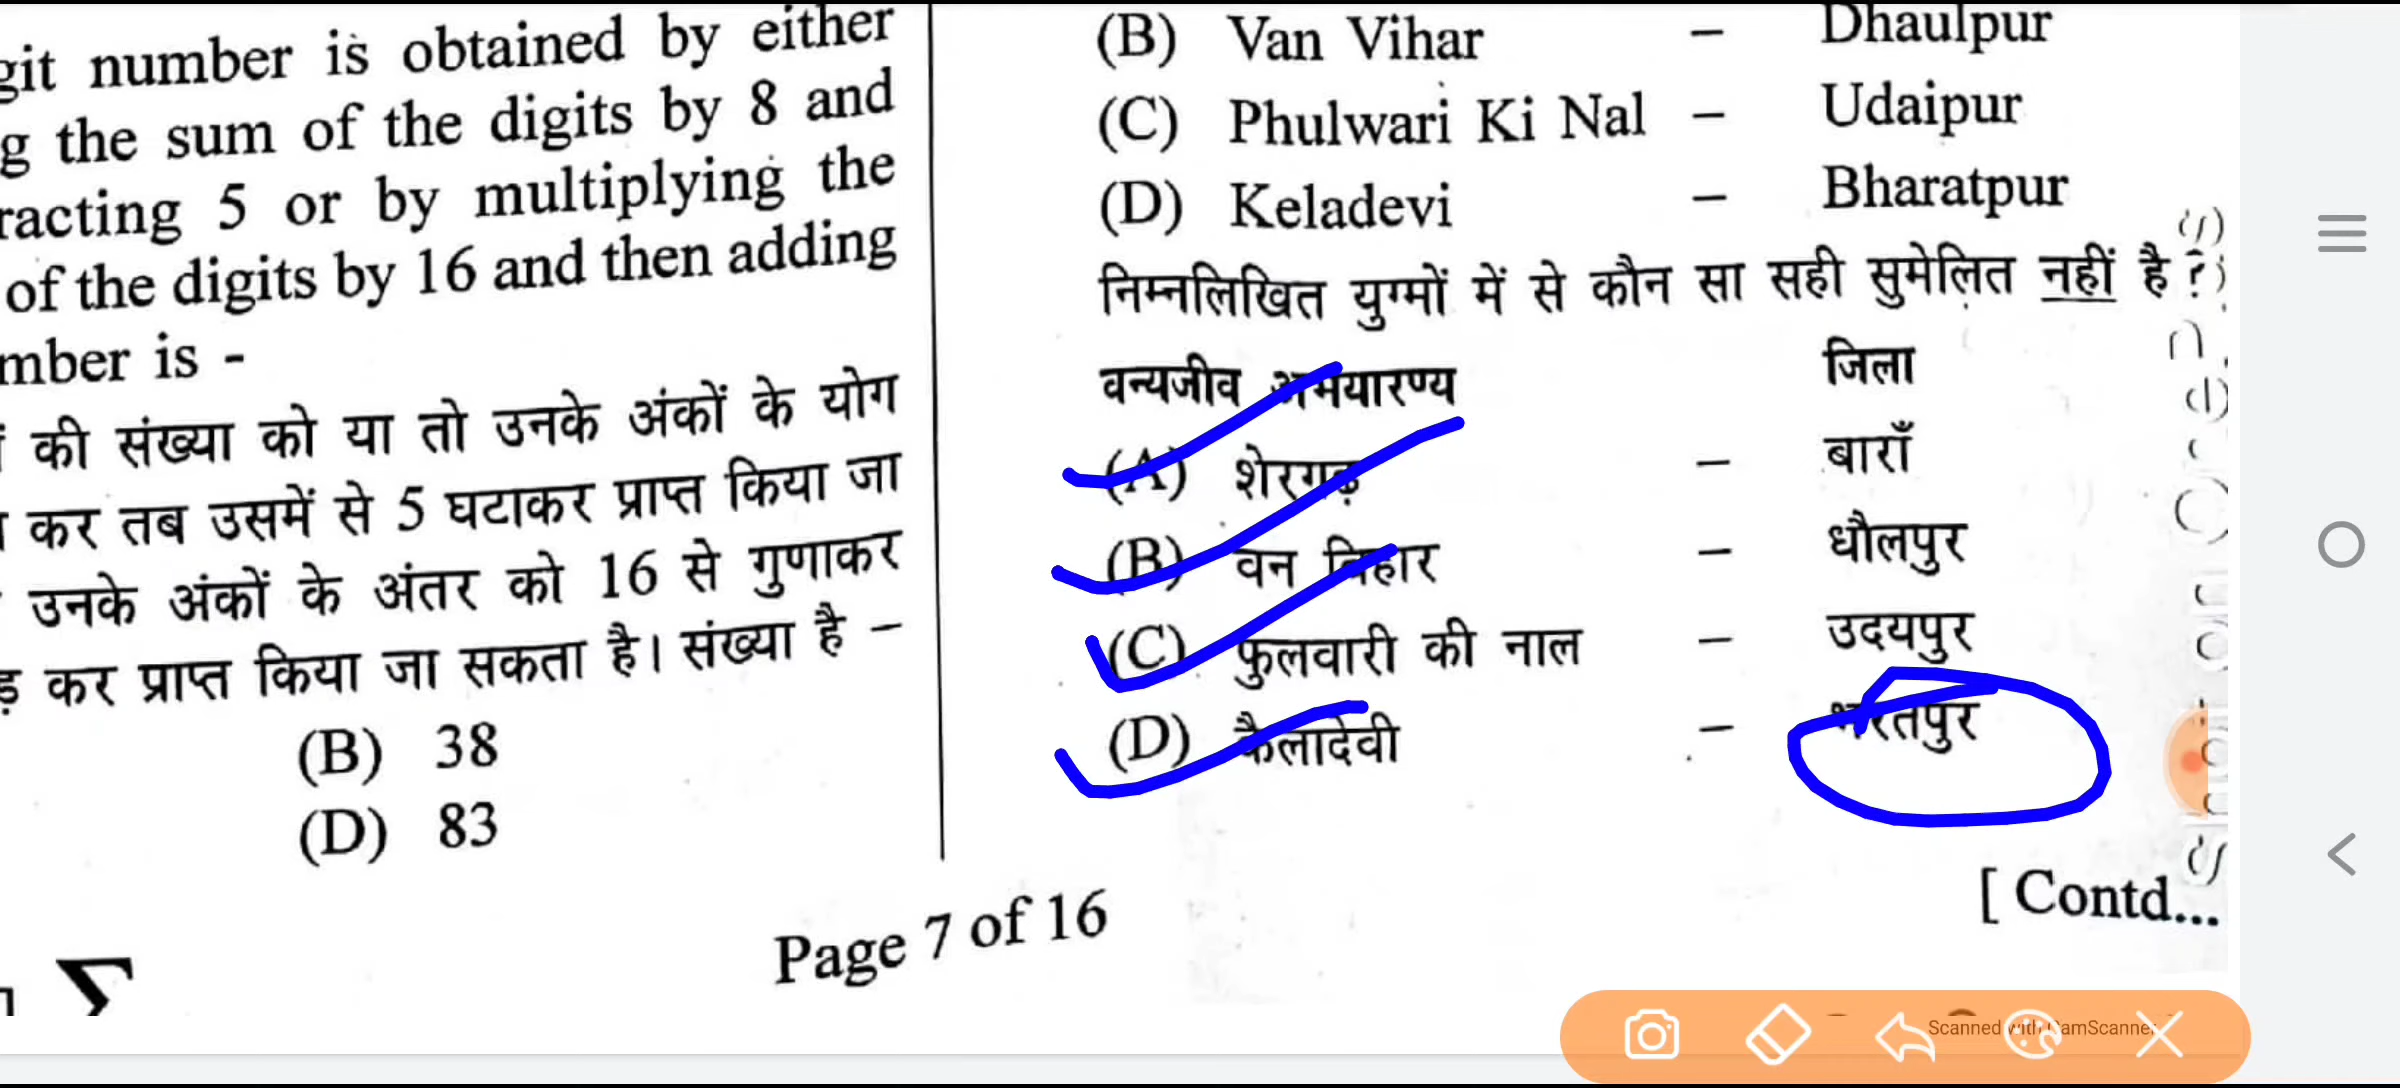 number is obtained by either
the sum of the digits by 8 and
5 or by multiplying the
of the digits by 16 and then adding
is -
की संख्या को या तो उनके अंकों के योग
कर तब उसमें से 5 घटाकर प्राप्त किया जा
उनके अंकों के अंतर को 16 से गुणाकर
कर प्राप्त किया जा सकता है। संख्या है –
(B) 38
(D) 83
(B) Van Vihar – Dhaulpur
(C) Phulwari Ki Nal – Udaipur
(D) Keladevi – Bharatpur
निम्नलिखित युग्मों में से कौन सा सही सुमेलित नहीं है ?
वन्यजीव अभयारण्य जिला
(A) शेरगढ़ – बाराँ
(B) वन विहार – धौलपुर
(C) फुलवारी की नाल – उदयपुर
(D) कैलादेवी – भरतपुर
Page 7 of 16
[ Contd...
Scanned with CamScanner